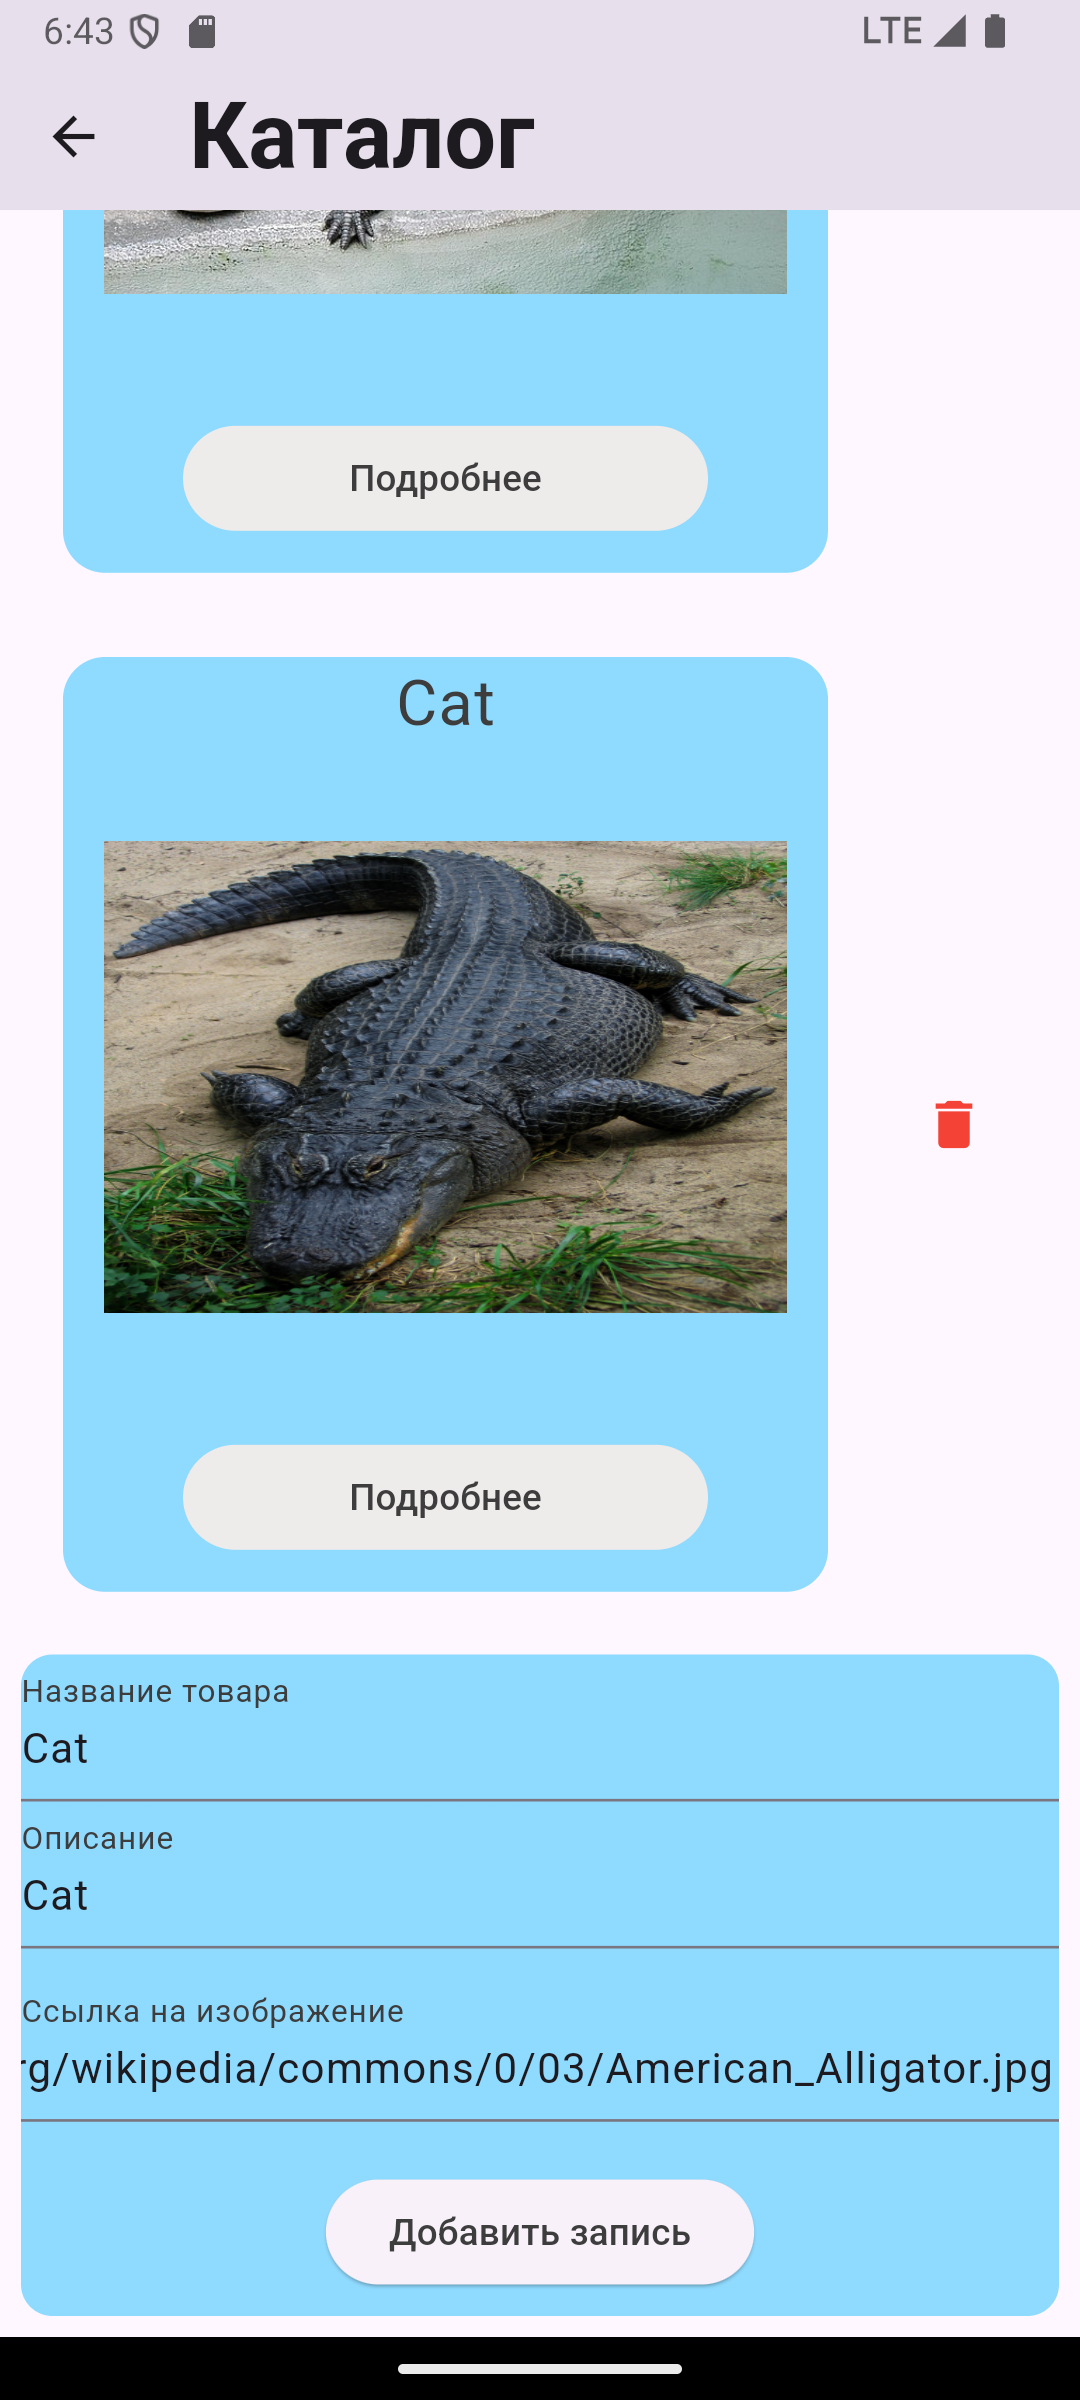 6:43
LTE
Каталог
Подробнее
Cat
Подробнее
Название товара
Cat
Описание
Cat
Ссылка на изображение
rg/wikipedia/commons/0/03/American_Alligator.jpg
Добавить запись